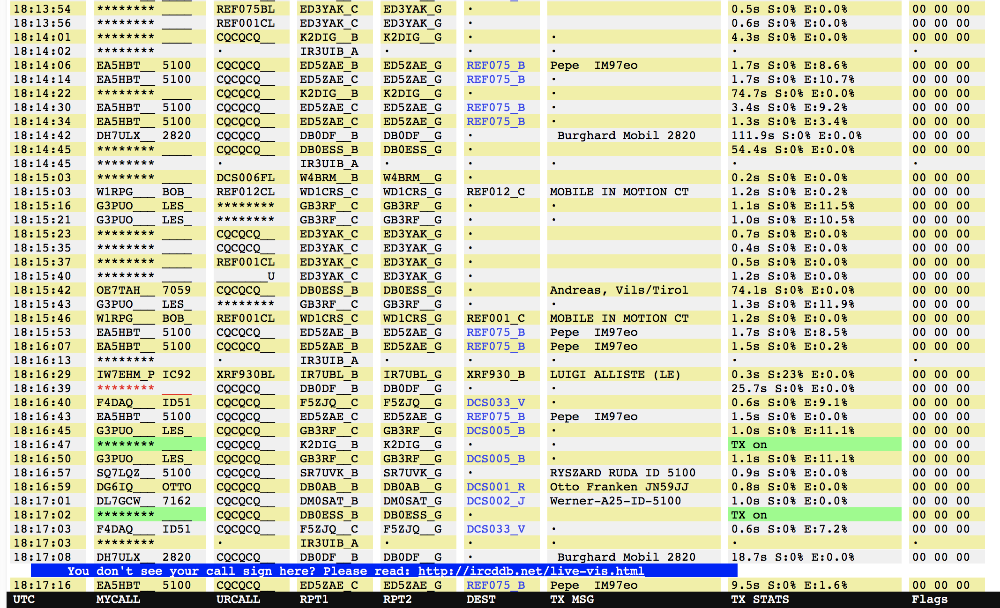 18:13:54 ******** ____ REF075BL ED3YAK_C ED3YAK_G · 0.5s S:0% E:0.0% 00 00 00
18:13:56 ******** ____ REF001CL ED3YAK_C ED3YAK_G · 0.6s S:0% E:0.0% 00 00 00
18:14:01 ******** ____ CQCQCQ__ K2DIG__B K2DIG__G · · 4.3s S:0% E:0.0% 00 00 00
18:14:02 ******** · IR3UIB_A · · · · ·
18:14:06 EA5HBT__ 5100 CQCQCQ__ ED5ZAE_B ED5ZAE_G REF075_B Pepe  IM97eo 1.7s S:0% E:8.6% 00 00 00
18:14:14 EA5HBT__ 5100 CQCQCQ__ ED5ZAE_C ED5ZAE_G REF075_B · 1.7s S:0% E:10.7% 00 00 00
18:14:22 ******** ____ CQCQCQ__ K2DIG__B K2DIG__G · · 74.7s S:0% E:0.0% 00 00 00
18:14:30 EA5HBT__ 5100 CQCQCQ__ ED5ZAE_C ED5ZAE_G REF075_B · 3.4s S:0% E:9.2% 00 00 00
18:14:34 EA5HBT__ 5100 CQCQCQ__ ED5ZAE_C ED5ZAE_G REF075_B · 1.3s S:0% E:3.4% 00 00 00
18:14:42 DH7ULX__ 2820 CQCQCQ__ DB0DF__B DB0DF__G · Burghard Mobil 2820 111.9s S:0% E:0.0% 00 00 00
18:14:45 ******** ____ CQCQCQ__ DB0ESS_B DB0ESS_G · 54.4s S:0% E:0.0% 00 00 00
18:14:45 ******** · IR3UIB_A · · · · ·
18:15:03 ******** ____ DCS006FL W4BRM__B W4BRM__G · 0.2s S:0% E:0.0% 00 00 00
18:15:03 W1RPG___ BOB_ REF012CL WD1CRS_C WD1CRS_G REF012_C MOBILE IN MOTION CT 1.2s S:0% E:0.2% 00 00 00
18:15:16 G3PUO___ LES_ ******** GB3RF__C GB3RF__G · · 1.1s S:0% E:11.5% 00 00 00
18:15:21 G3PUO___ LES_ ******** GB3RF__C GB3RF__G · · 1.0s S:0% E:10.5% 00 00 00
18:15:23 ******** ____ CQCQCQ__ ED3YAK_C ED3YAK_G · 0.7s S:0% E:0.0% 00 00 00
18:15:35 ******** ____ CQCQCQ__ ED3YAK_C ED3YAK_G · 0.4s S:0% E:0.0% 00 00 00
18:15:37 ******** ____ REF001CL ED3YAK_C ED3YAK_G · 0.5s S:0% E:0.0% 00 00 00
18:15:40 ******** ____ _______U ED3YAK_C ED3YAK_G · 1.2s S:0% E:0.0% 00 00 00
18:15:42 OE7TAH__ 7059 CQCQCQ__ DB0ESS_B DB0ESS_G · Andreas, Vils/Tirol 74.1s S:0% E:0.0% 00 00 00
18:15:43 G3PUO___ LES_ ******** GB3RF__C GB3RF__G · · 1.3s S:0% E:11.9% 00 00 00
18:15:46 W1RPG___ BOB_ REF001CL WD1CRS_C WD1CRS_G REF001_C MOBILE IN MOTION CT 1.2s S:0% E:0.0% 00 00 00
18:15:53 EA5HBT__ 5100 CQCQCQ__ ED5ZAE_B ED5ZAE_G REF075_B Pepe  IM97eo 1.7s S:0% E:8.5% 00 00 00
18:16:07 EA5HBT__ 5100 CQCQCQ__ ED5ZAE_B ED5ZAE_G REF075_B Pepe  IM97eo 1.5s S:0% E:0.2% 00 00 00
18:16:13 ******** · IR3UIB_A · · · · ·
18:16:29 IW7EHM_P IC92 XRF930BL IR7UBL_B IR7UBL_G XRF930_B LUIGI ALLISTE (LE) 0.3s S:23% E:0.0% 00 00 00
18:16:39 ******** ____ CQCQCQ__ DB0DF__B DB0DF__G · · 25.7s S:0% E:0.0% 00 00 00
18:16:40 F4DAQ___ ID51 CQCQCQ__ F5ZJQ__C F5ZJQ__G DCS033_V · 0.6s S:0% E:9.1% 00 00 00
18:16:43 EA5HBT__ 5100 CQCQCQ__ ED5ZAE_C ED5ZAE_G REF075_B Pepe  IM97eo 1.5s S:0% E:0.0% 00 00 00
18:16:45 G3PUO___ LES_ CQCQCQ__ GB3RF__C GB3RF__G DCS005_B · 1.0s S:0% E:11.1% 00 00 00
18:16:47 ******** ____ CQCQCQ__ K2DIG__B K2DIG__G · · TX on 00 00 00
18:16:50 G3PUO___ LES_ CQCQCQ__ GB3RF__C GB3RF__G DCS005_B · 1.1s S:0% E:11.1% 00 00 00
18:16:57 SQ7LQZ__ 5100 CQCQCQ__ SR7UVK_B SR7UVK_G · RYSZARD RUDA ID 5100 0.9s S:0% E:0.0% 00 00 00
18:16:59 DG6IQ___ OTTO CQCQCQ__ DB0AB__B DB0AB__G DCS001_R Otto Franken JN59JJ 0.8s S:0% E:0.0% 00 00 00
18:17:01 DL7GCW__ 7162 CQCQCQ__ DM0SAT_B DM0SAT_G DCS002_J Werner-A25-ID-5100 1.0s S:0% E:0.0% 00 00 00
18:17:02 ******** ____ CQCQCQ__ DB0ESS_B DB0ESS_G · TX on 00 00 00
18:17:03 F4DAQ___ ID51 CQCQCQ__ F5ZJQ__C F5ZJQ__G DCS033_V · 0.6s S:0% E:7.2% 00 00 00
18:17:03 ******** · IR3UIB_A · · · · ·
18:17:08 DH7ULX__ 2820 CQCQCQ__ DB0DF__B DB0DF__G · Burghard Mobil 2820 18.7s S:0% E:0.0% 00 00 00
You don't see your call sign here? Please read: http://ircddb.net/live-vis.html
18:17:16 EA5HBT__ 5100 CQCQCQ__ ED5ZAE_C ED5ZAE_G REF075_B Pepe  IM97eo 9.5s S:0% E:1.6% 00 00 00
UTC MYCALL URCALL RPT1 RPT2 DEST TX MSG TX STATS Flags